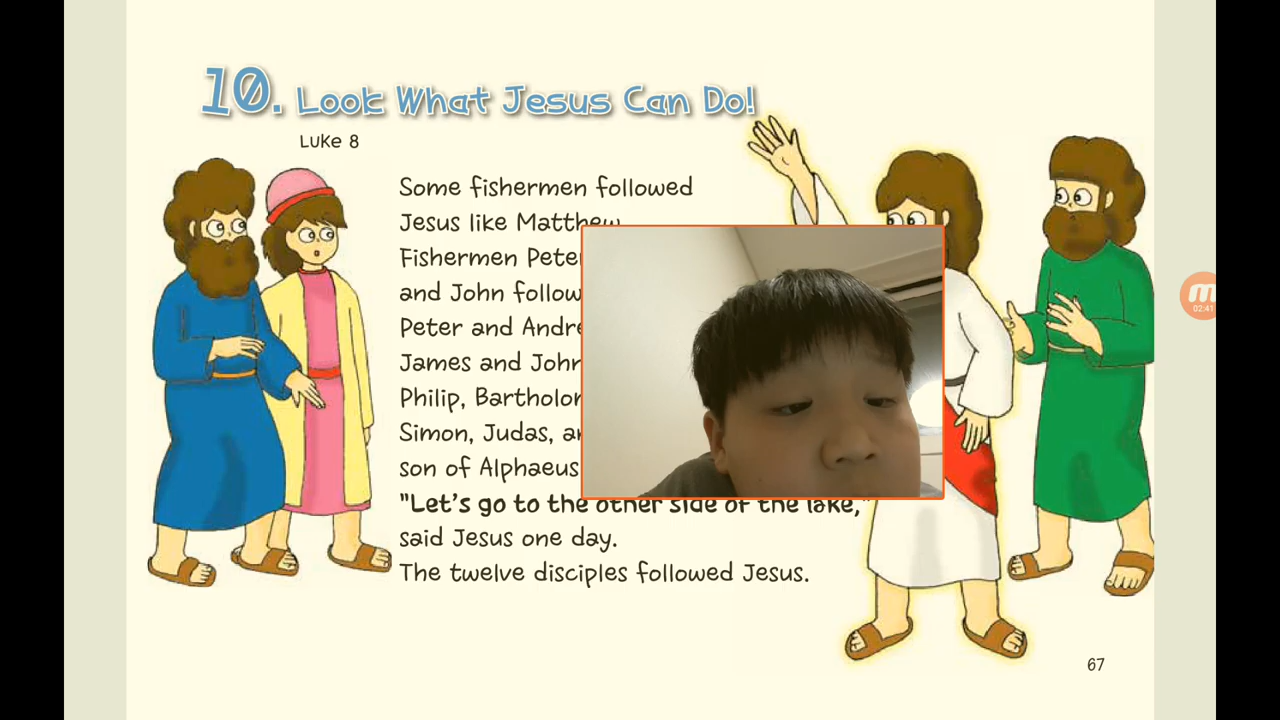 10. Look What Jesus Can Do!
Luke 8
Some fishermen followed
Jesus like Matthew.
Fishermen Peter
and John follow
Peter and Andre
James and John
Philip, Bartholo
Simon, Judas,
son of Alphaeus
"Let's go to the other side of the lake,"
said Jesus one day.
The twelve disciples followed Jesus.
67
02:41